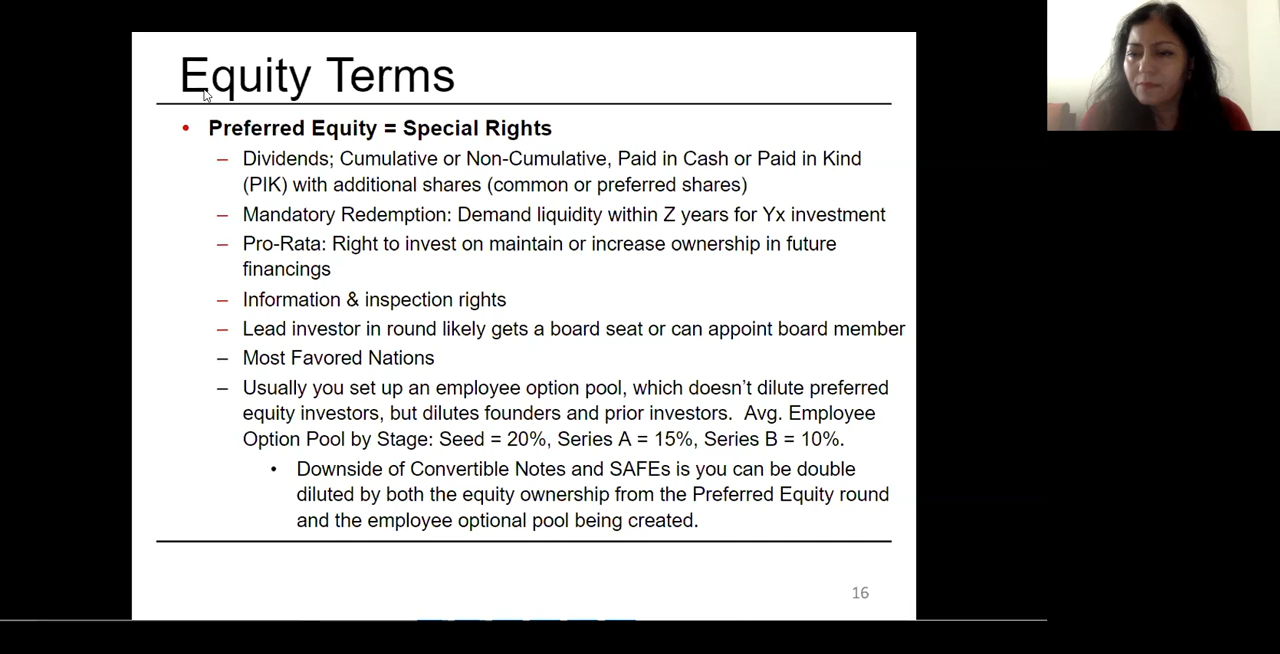 Equity Terms
• Preferred Equity = Special Rights
– Dividends; Cumulative or Non-Cumulative, Paid in Cash or Paid in Kind
(PIK) with additional shares (common or preferred shares)
– Mandatory Redemption: Demand liquidity within Z years for Yx investment
– Pro-Rata: Right to invest on maintain or increase ownership in future
financings
– Information & inspection rights
– Lead investor in round likely gets a board seat or can appoint board member
– Most Favored Nations
– Usually you set up an employee option pool, which doesn’t dilute preferred
equity investors, but dilutes founders and prior investors.  Avg. Employee
Option Pool by Stage: Seed = 20%, Series A = 15%, Series B = 10%.
• Downside of Convertible Notes and SAFEs is you can be double
diluted by both the equity ownership from the Preferred Equity round
and the employee optional pool being created.
16